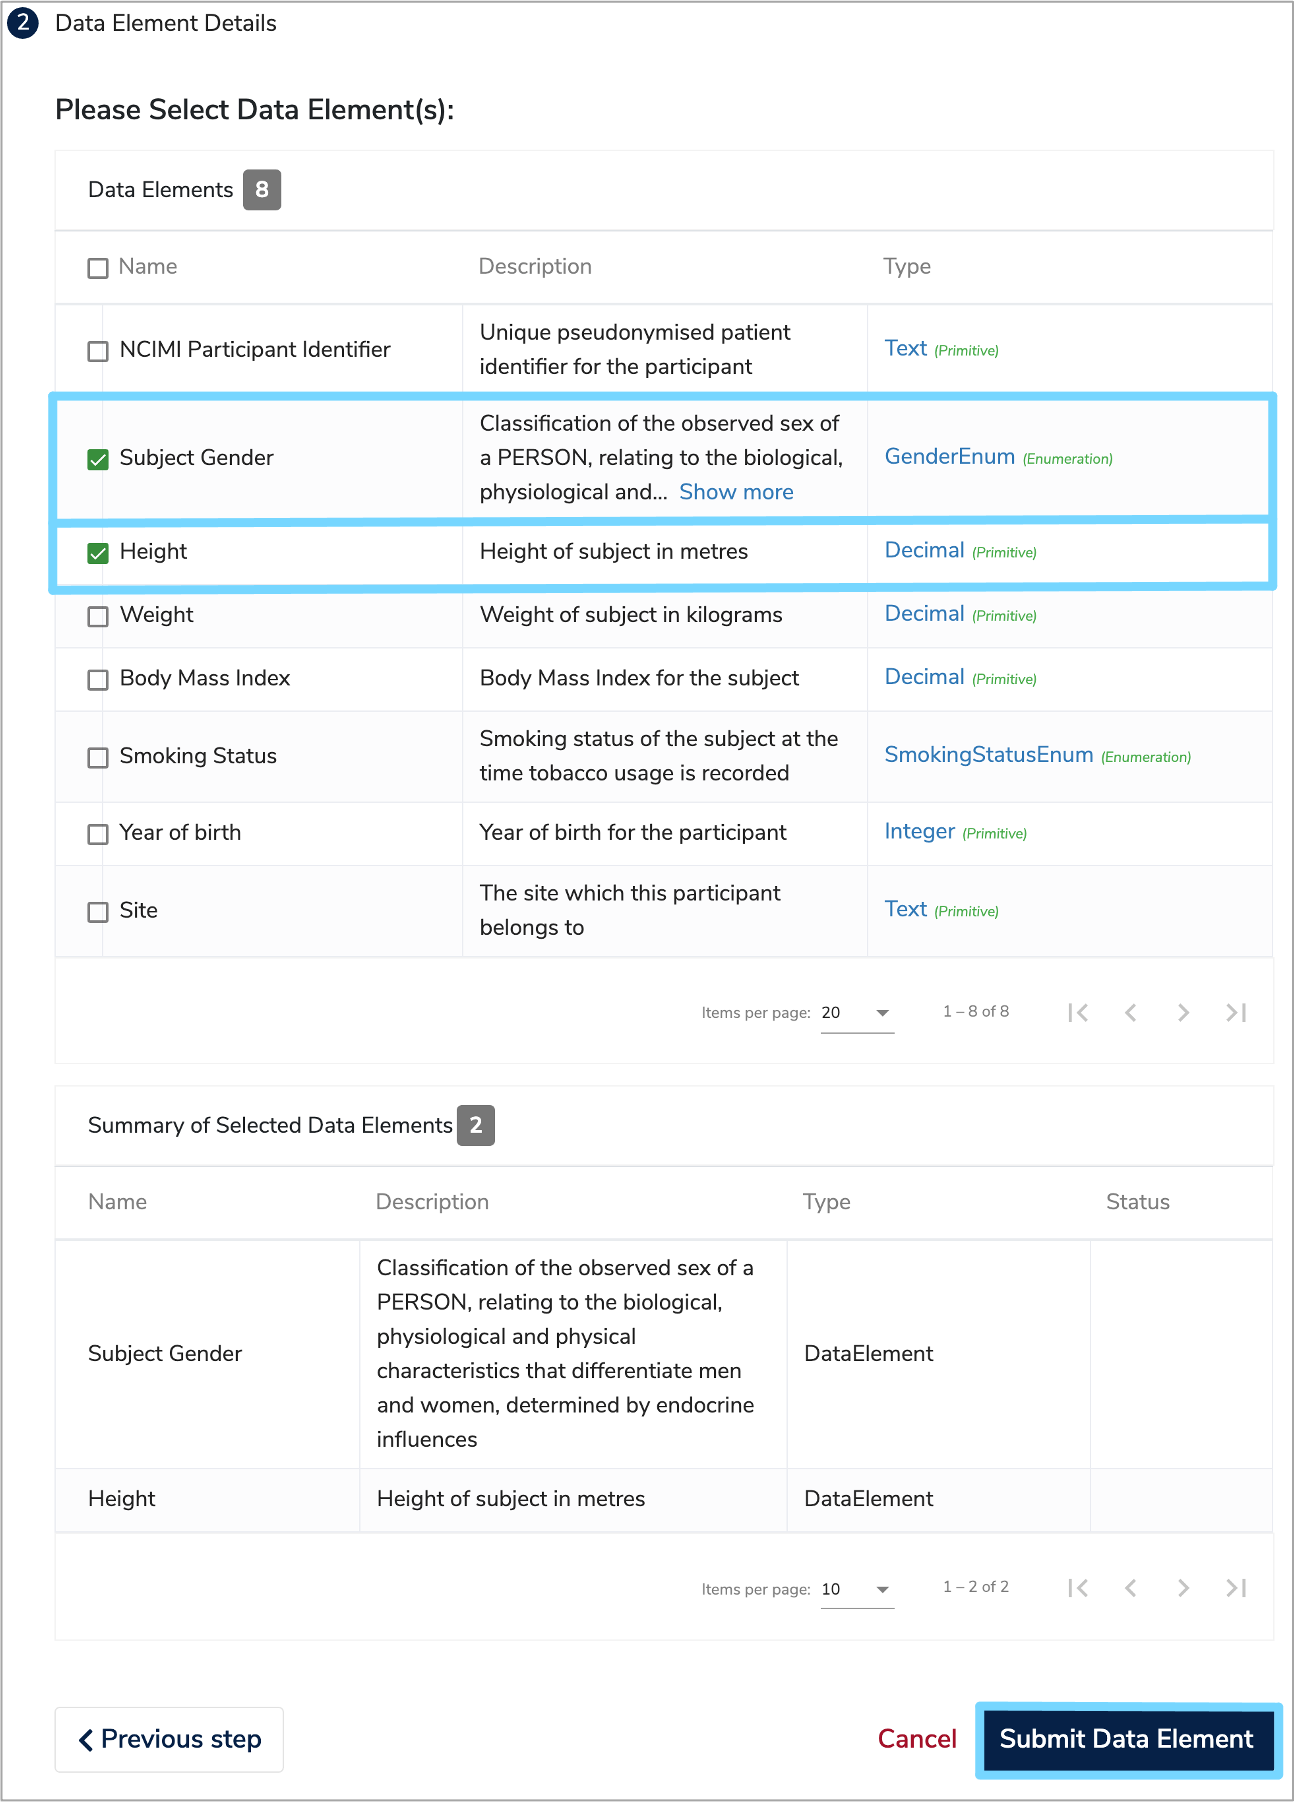 2 Data Element Details
Please Select Data Element(s):
Data Elements 8
Name Description Type
NCIMI Participant Identifier
Unique pseudonymised patient
identifier for the participant
Text (Primitive)
Subject Gender
Classification of the observed sex of
a PERSON, relating to the biological,
physiological and... Show more
GenderEnum (Enumeration)
Height Height of subject in metres Decimal (Primitive)
Weight Weight of subject in kilograms Decimal (Primitive)
Body Mass Index Body Mass Index for the subject Decimal (Primitive)
Smoking Status
Smoking status of the subject at the
time tobacco usage is recorded
SmokingStatusEnum (Enumeration)
Year of birth Year of birth for the participant Integer (Primitive)
Site
The site which this participant
belongs to
Text (Primitive)
Items per page: 20 1 – 8 of 8
Summary of Selected Data Elements 2
Name Description Type Status
Subject Gender
Classification of the observed sex of a
PERSON, relating to the biological,
physiological and physical
characteristics that differentiate men
and women, determined by endocrine
influences
DataElement
Height Height of subject in metres DataElement
Items per page: 10 1 – 2 of 2
Previous step Cancel Submit Data Element